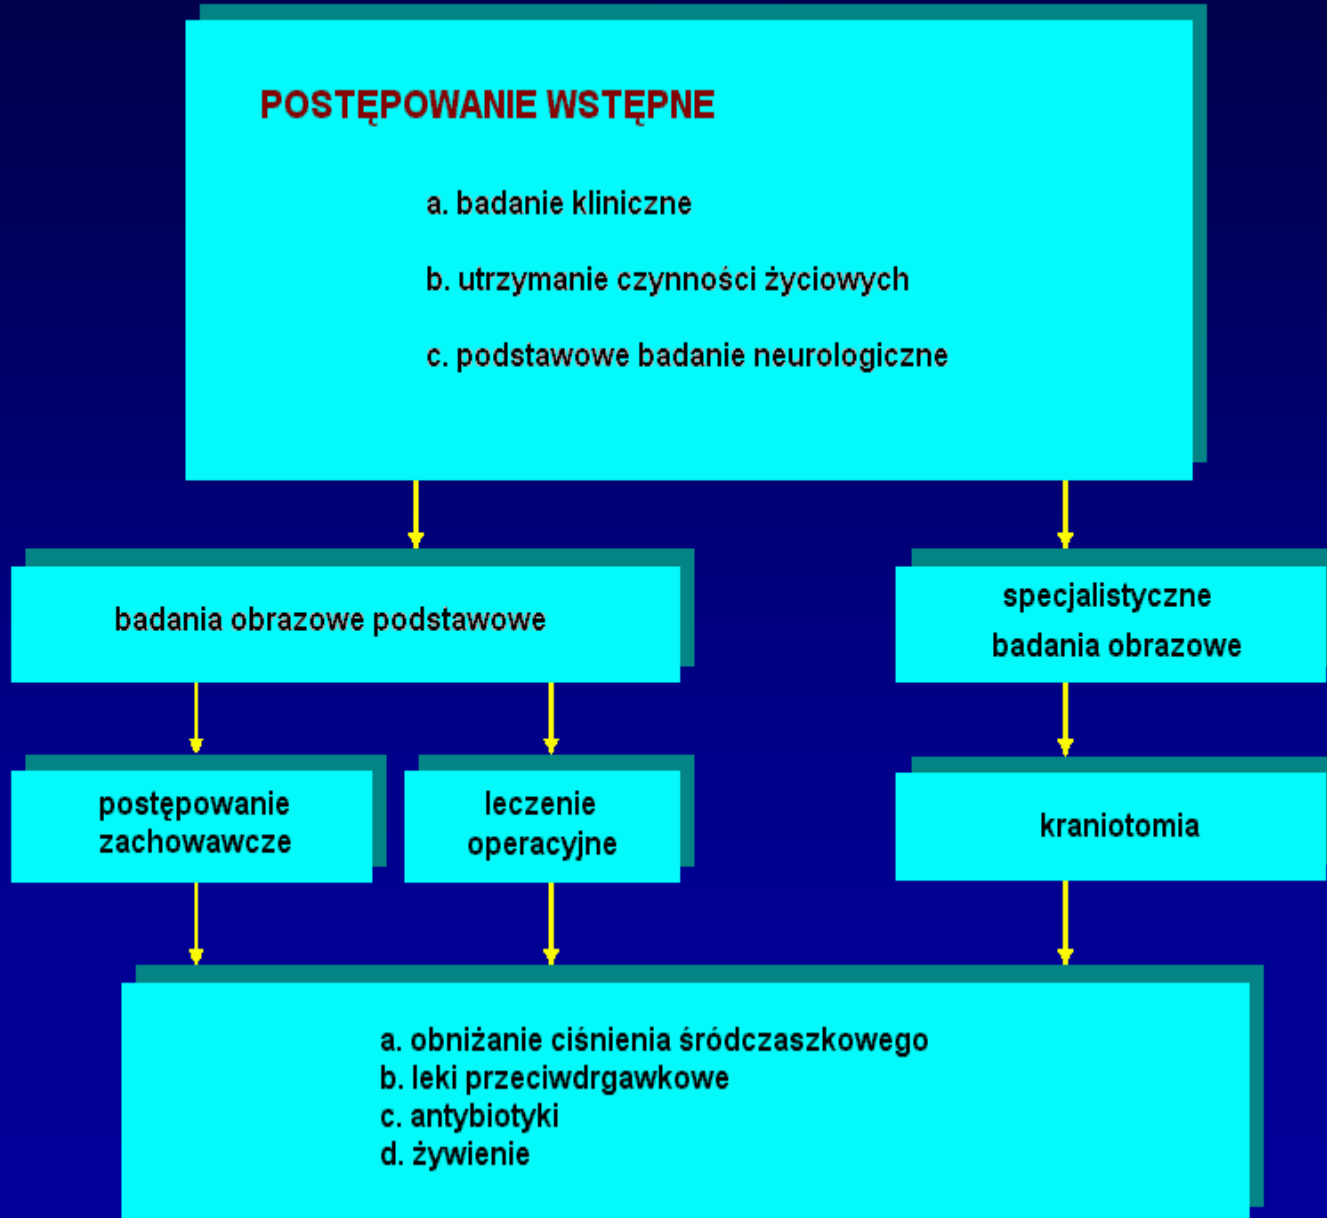 POSTĘPOWANIE WSTĘPNE
a. badanie kliniczne
b. utrzymanie czynności życiowych
c. podstawowe badanie neurologiczne
badania obrazowe podstawowe
specjalistyczne
badania obrazowe
postępowanie
zachowawcze
leczenie
operacyjne
kraniotomia
a. obniżanie ciśnienia śródczaszkowego
b. leki przeciwdrgawkowe
c. antybiotyki
d. żywienie